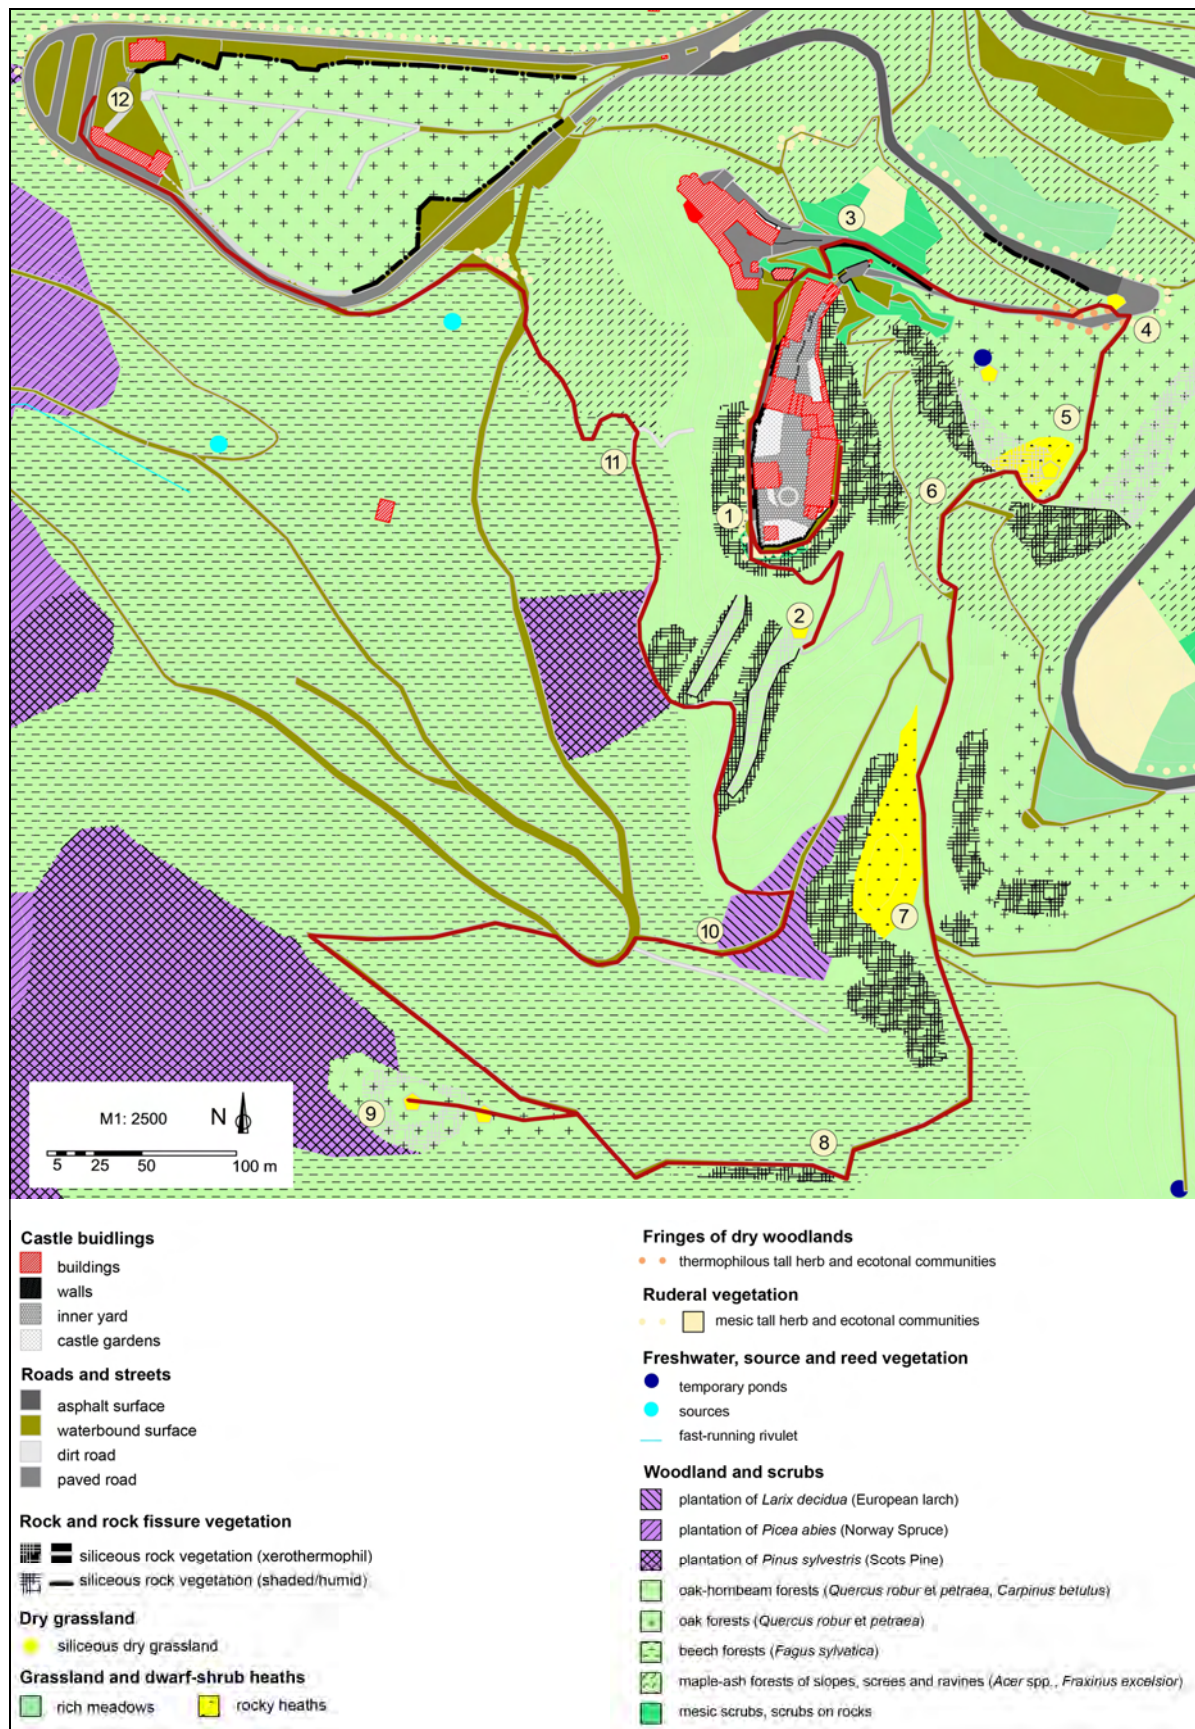 12
3
4
5
11
6
1
2
7
10
9
8
M1: 2500
N
5 25 50 100 m
Castle buidlings
buildings
walls
inner yard
castle gardens
Roads and streets
asphalt surface
waterbound surface
dirt road
paved road
Rock and rock fissure vegetation
siliceous rock vegetation (xerothermophil)
siliceous rock vegetation (shaded/humid)
Dry grassland
siliceous dry grassland
Grassland and dwarf-shrub heaths
rich meadows
rocky heaths
Fringes of dry woodlands
thermophilous tall herb and ecotonal communities
Ruderal vegetation
mesic tall herb and ecotonal communities
Freshwater, source and reed vegetation
temporary ponds
sources
fast-running rivulet
Woodland and scrubs
plantation of Larix decidua (European larch)
plantation of Picea abies (Norway Spruce)
plantation of Pinus sylvestris (Scots Pine)
oak-hornbeam forests (Quercus robur et petraea, Carpinus betulus)
oak forests (Quercus robur et petraea)
beech forests (Fagus sylvatica)
maple-ash forests of slopes, screes and ravines (Acer spp., Fraxinus excelsior)
mesic scrubs, scrubs on rocks